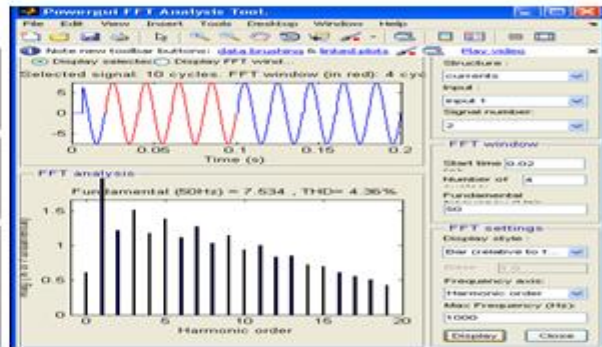 Powergui FFT Analysis Tool.
File Edit View Insert Tools Desktop Window Help
Note new toolbar buttons: data brushing & linked plots Play video
Display selected Display FFT wind...
Selected signal: 10 cycles. FFT window (in red): 4 cyc
5
0
-5
0 0.05 0.1 0.15 0.2
Time (s)
FFT analysis
Fundamental (50Hz) = 7.534 , THD= 4.36%
1.5
1
0.5
0
0 5 10 15 20
Harmonic order
Structure :
currents
Input :
input 1
Signal number:
2
FFT window
Start time 0.02
Number of 4
Fundamental
50
FFT settings
Display style :
Bar (relative to f...
Frequency axis:
Harmonic order
Max Frequency (Hz):
1000
Display Close